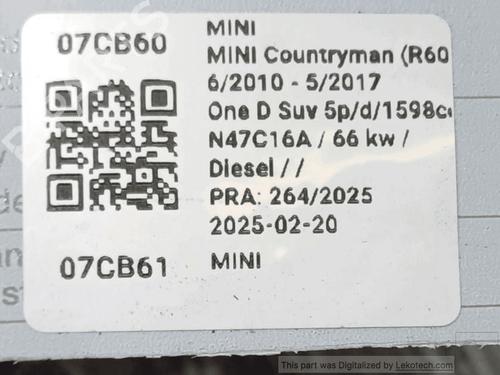 07CB60
MINI
MINI Countryman (R60
6/2010 - 5/2017
One D Suv 5p/d/1598c
N47C16A / 66 kw /
Diesel / /
PRA: 264/2025
2025-02-20
07CB61
MINI
This part was Digitalized by Lekotech.com